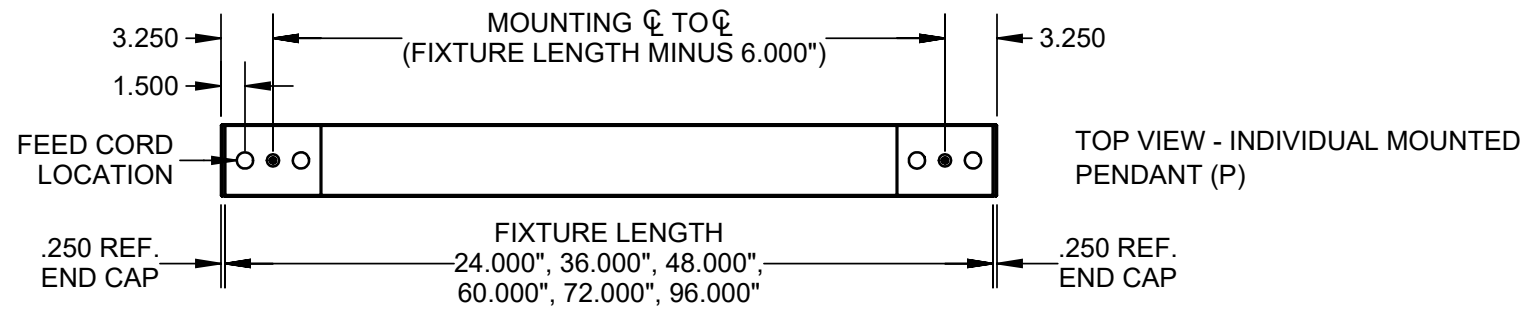 MOUNTING ℄ TO ℄
(FIXTURE LENGTH MINUS 6.000")
3.250
3.250
1.500
FEED CORD
LOCATION
TOP VIEW - INDIVIDUAL MOUNTED
PENDANT (P)
.250 REF.
END CAP
FIXTURE LENGTH
24.000", 36.000", 48.000",
60.000", 72.000", 96.000"
.250 REF.
END CAP